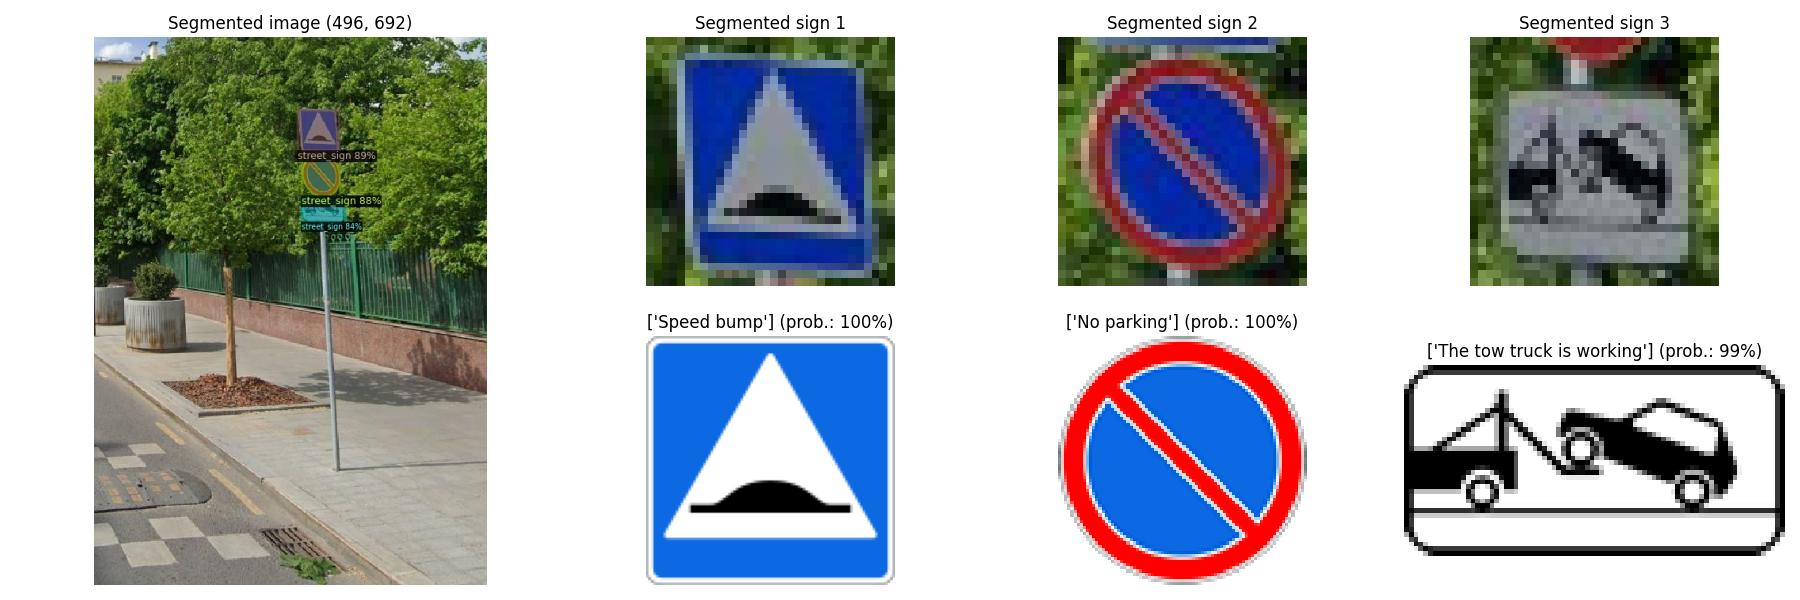 Segmented image (496, 692)
street_sign 89%
street_sign 88%
street_sign 84%
Segmented sign 1
Segmented sign 2
Segmented sign 3
['Speed bump'] (prob.: 100%)
['No parking'] (prob.: 100%)
['The tow truck is working'] (prob.: 99%)